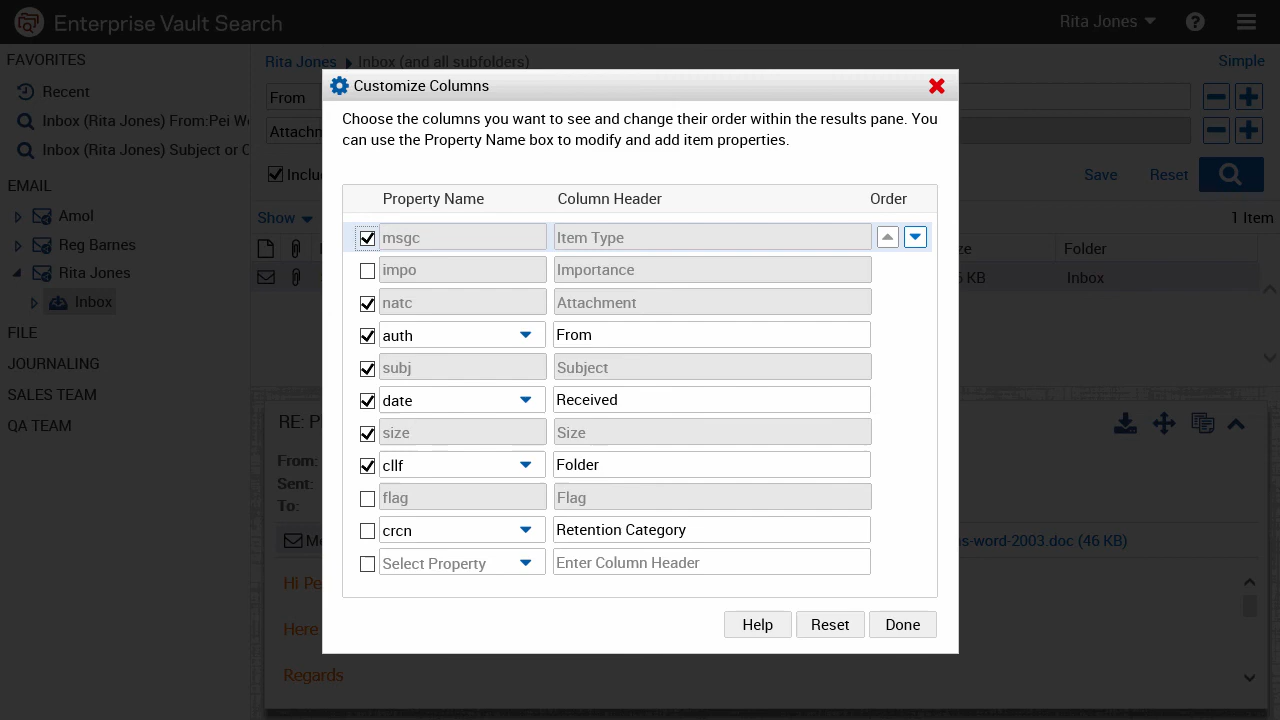 Enterprise Vault Search
Rita Jones
FAVORITES
Recent
Inbox (Rita Jones) From:Pei
Inbox (Rita Jones) Subject or
EMAIL
Amol
Reg Barnes
Rita Jones
Inbox
FILE
JOURNALING
SALES TEAM
QA TEAM
Rita Jones Inbox (and all subfolders)
Simple
From
Save Reset
Show
1 Item
Folder
KB Inbox
Customize Columns
Choose the columns you want to see and change their order within the results pane. You
can use the Property Name box to modify and add item properties.
Property Name Column Header Order
msgc Item Type
impo Importance
natc Attachment
auth From
subj Subject
date Received
size Size
cllf Folder
flag Flag
crcn Retention Category
Select Property Enter Column Header
Help Reset Done
RE:
From:
Sent:
To:
s-word-2003.doc (46 KB)
Hi
Here
Regards